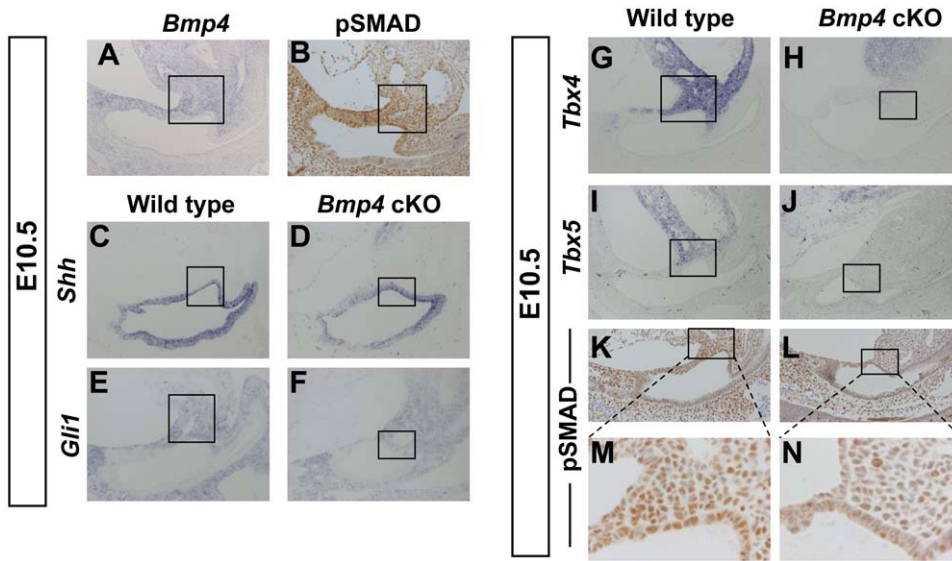 Bmp4 pSMAD
A B
E10.5
Wild type Bmp4 cKO
Shh
C D
Gli1
E F
Wild type Bmp4 cKO
E10.5
Tbx4
G H
Tbx5
I J
pSMAD
K L
M N